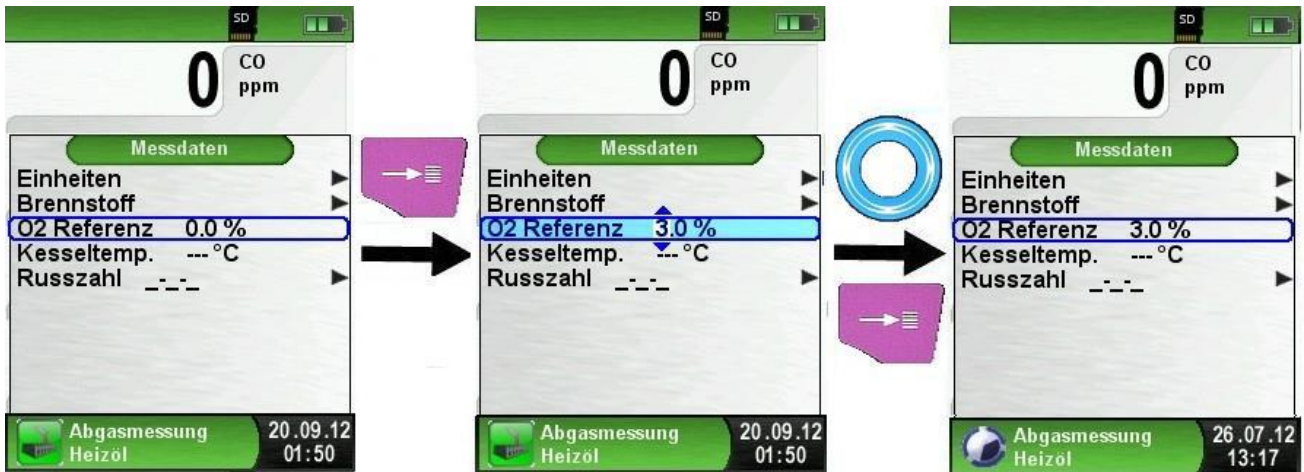 SD
0 CO
ppm
Messdaten
Einheiten
Brennstoff
O2 Referenz 0.0 %
Kesseltemp. --- °C
Russzahl _-_-_
Abgasmessung 20.09.12
Heizöl 01:50
SD
0 CO
ppm
Messdaten
Einheiten
Brennstoff
O2 Referenz 3.0 %
Kesseltemp. --- °C
Russzahl _-_-_
Abgasmessung 20.09.12
Heizöl 01:50
SD
0 CO
ppm
Messdaten
Einheiten
Brennstoff
O2 Referenz 3.0 %
Kesseltemp. --- °C
Russzahl _-_-_
Abgasmessung 26.07.12
Heizöl 13:17